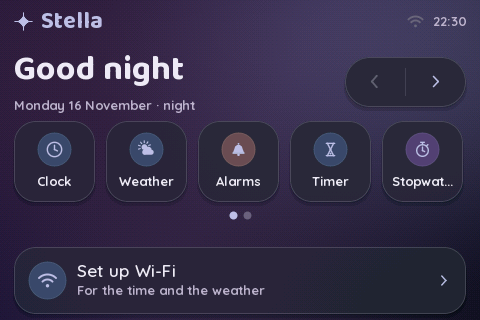 Stella
22:30
Good night
Monday 16 November · night
Clock
Weather
Alarms
Timer
Stopwat...
Set up Wi-Fi
For the time and the weather